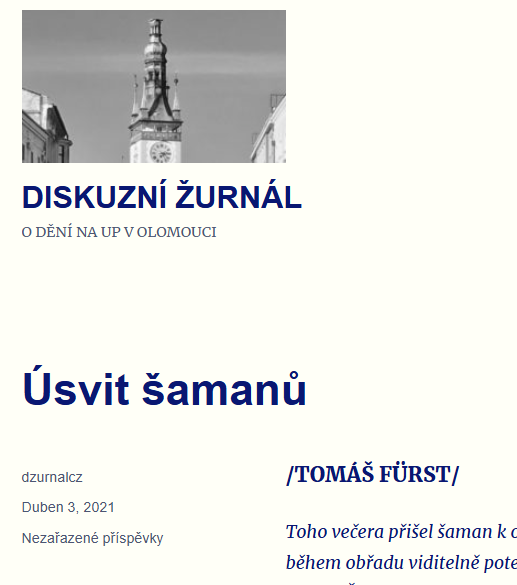 DISKUZNÍ ŽURNÁL
O DĚNÍ NA UP V OLOMOUCI
Úsvit šamanů
dzurnalcz
Duben 3, 2021
Nezařazené příspěvky
/TOMÁŠ FÜRST/
Toho večera přišel šaman k
během obřadu viditelně